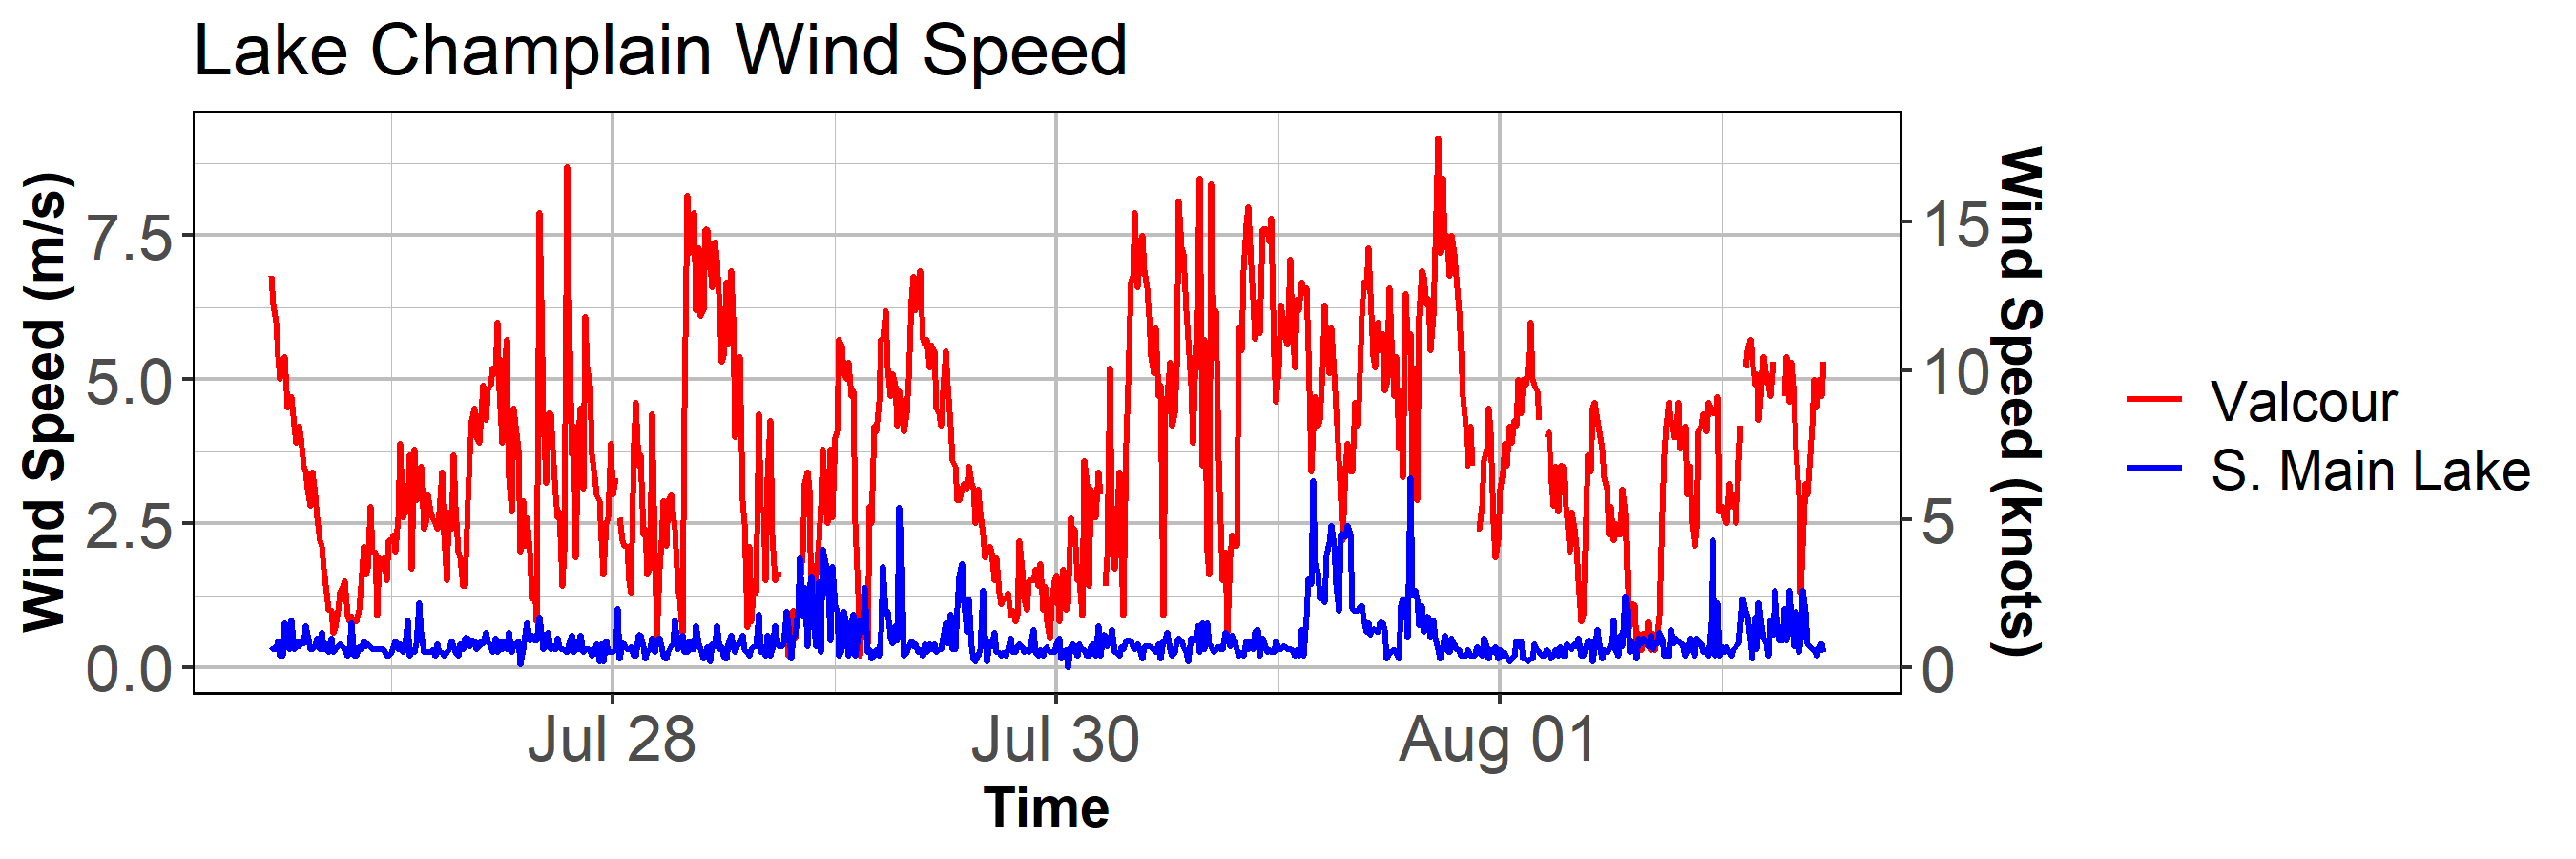 Lake Champlain Wind Speed
Wind Speed (m/s)
7.5
5.0
2.5
0.0
15
10
5
0
Wind Speed (knots)
Jul 28
Jul 30
Aug 01
Time
Valcour
S. Main Lake